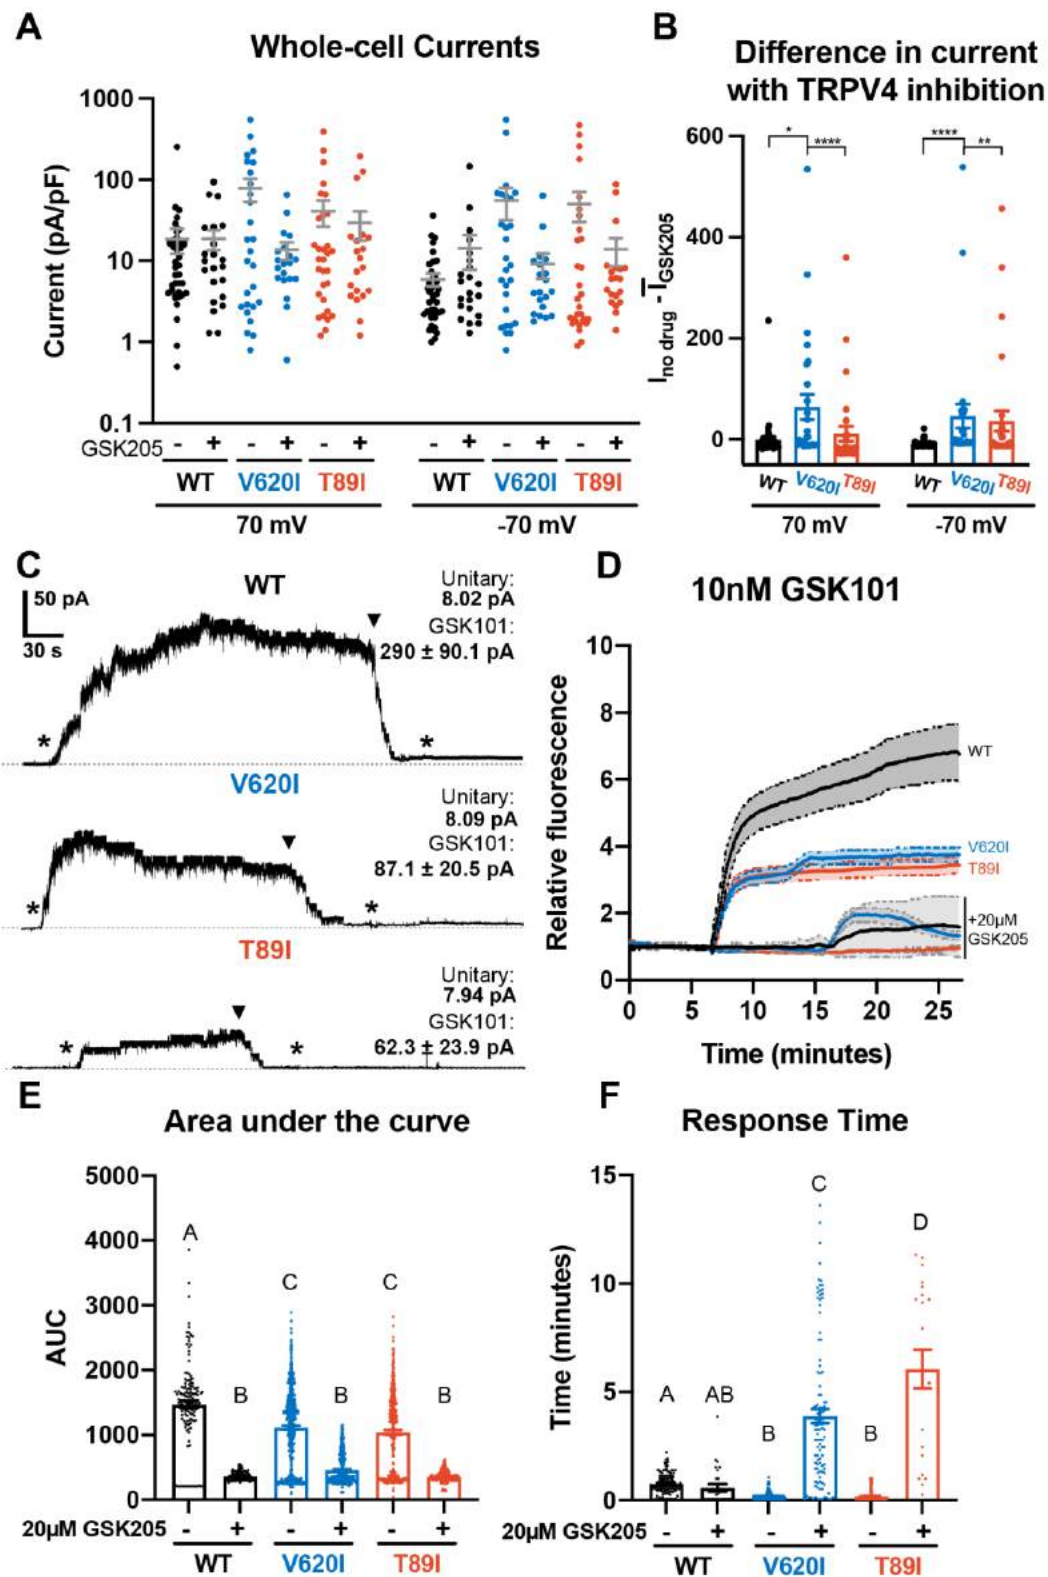 A
Whole-cell Currents
Current (pA/pF)
1000
100
10
1
0.1
GSK205
- + - + - + - + - + - +
WT V620I T89I WT V620I T89I
70 mV -70 mV
B
Difference in current
with TRPV4 inhibition
I no drug - I GSK205
600
400
200
0
* **** **** **
WT V620I T89I WT V620I T89I
70 mV -70 mV
C
50 pA
30 s
WT
Unitary:
8.02 pA
GSK101:
290 ± 90.1 pA
* *
V620I
Unitary:
8.09 pA
GSK101:
87.1 ± 20.5 pA
* *
T89I
Unitary:
7.94 pA
GSK101:
62.3 ± 23.9 pA
* *
D
10nM GSK101
Relative fluorescence
10
8
6
4
2
0
WT
V620I
T89I
+20µM
GSK205
0 5 10 15 20 25
Time (minutes)
E
Area under the curve
AUC
5000
4000
3000
2000
1000
0
A B C B C B
20µM GSK205 - + - + - +
WT V620I T89I
F
Response Time
Time (minutes)
15
10
5
0
A AB B C B D
20µM GSK205 - + - + - +
WT V620I T89I